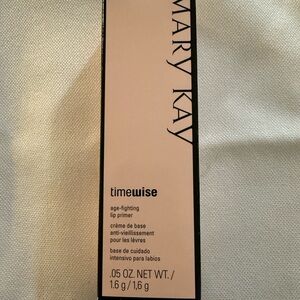 MARY KAY
timewise
age-fighting
lip primer
crème de base
anti-vieillissement
pour les lèvres
base de cuidado
intensivo para labios
.05 OZ. NET WT. /
1.6 g / 1,6 g